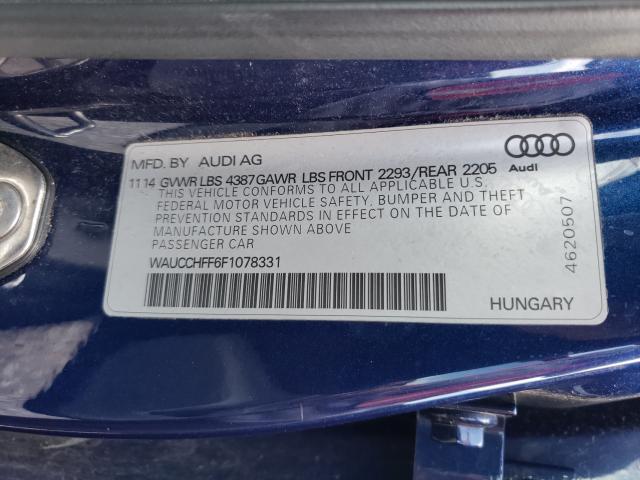 MFD. BY AUDI AG
Audi
1114 GVWR LBS 4387GAWR LBS FRONT 2293/REAR 2205
THIS VEHICLE CONFORMS TO ALL APPLICABLE U.S.
FEDERAL MOTOR VEHICLE SAFETY, BUMPER AND THEFT
PREVENTION STANDARDS IN EFFECT ON THE DATE OF
MANUFACTURE SHOWN ABOVE
PASSENGER CAR
WAUCCHFF6F1078331
HUNGARY
4620507